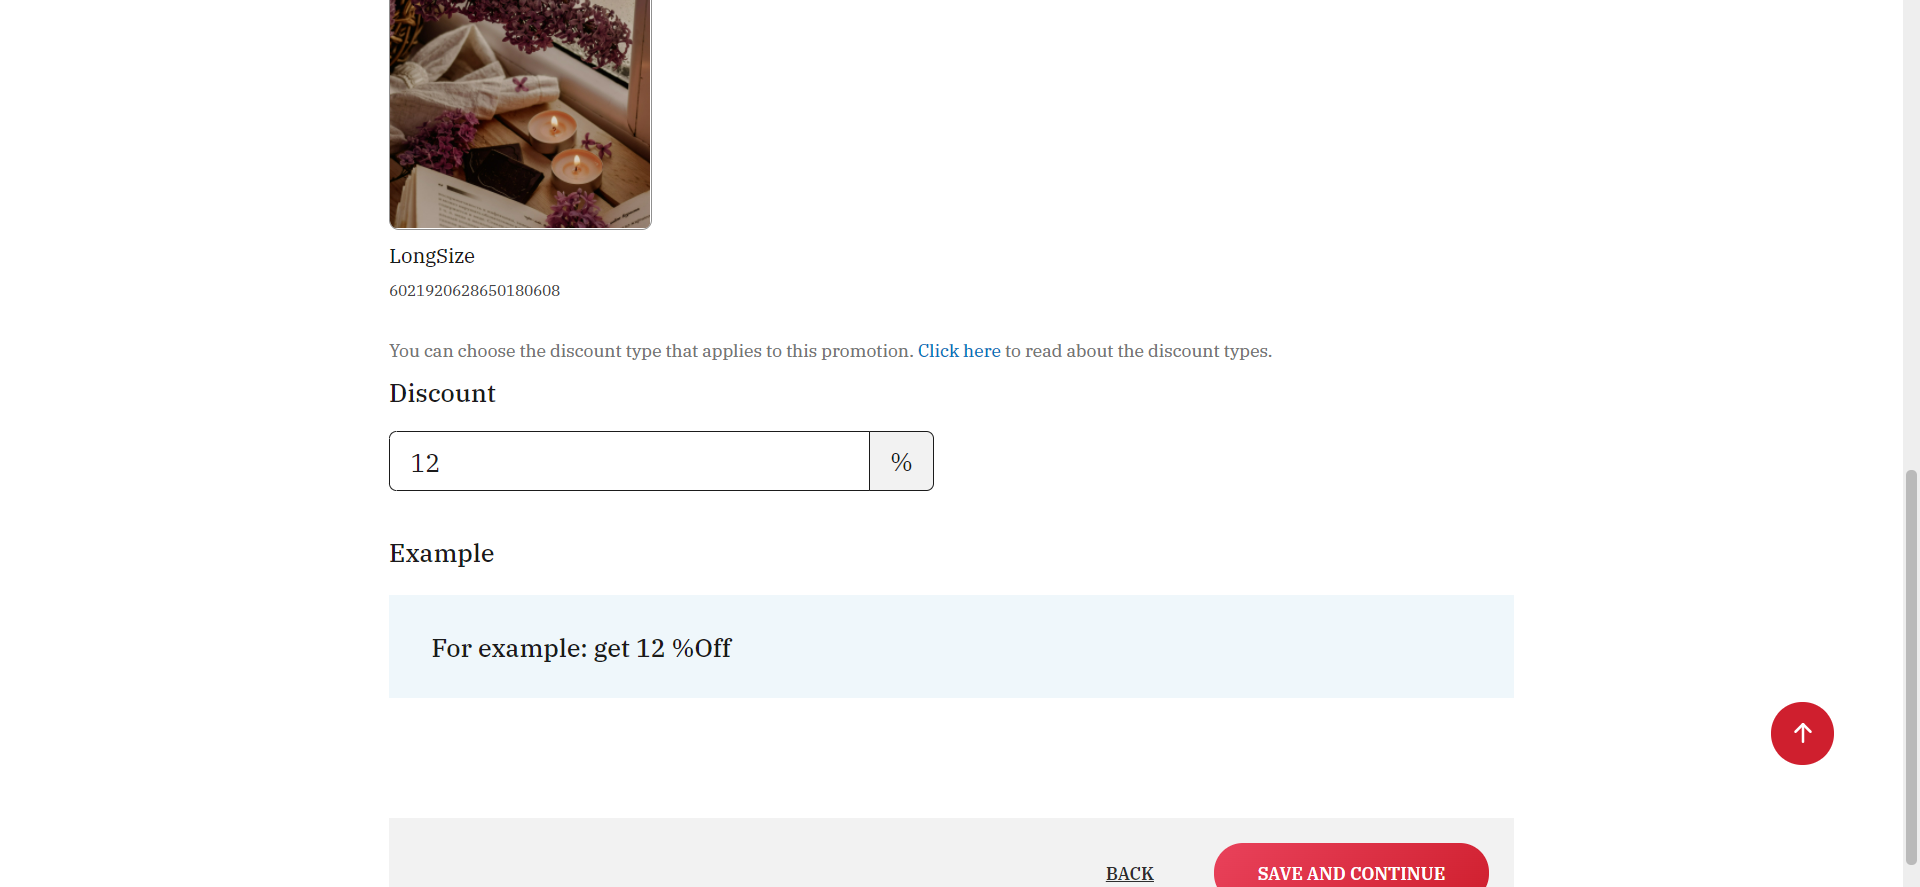 LongSize
6021920628650180608
You can choose the discount type that applies to this promotion. Click here to read about the discount types.
Discount
12 %
Example
For example: get 12 %Off
BACK SAVE AND CONTINUE